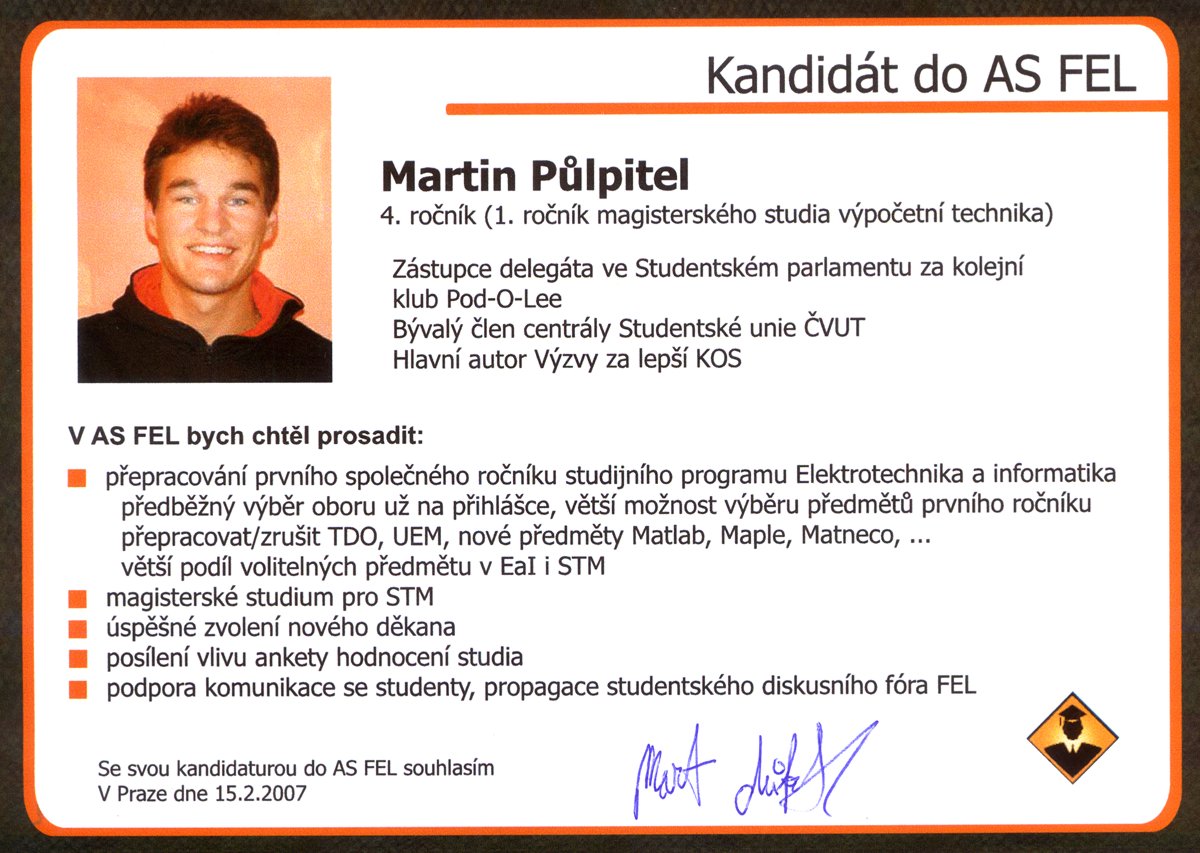 Kandidát do AS FEL
Martin Půlpitel
4. ročník (1. ročník magisterského studia výpočetní technika)
Zástupce delegáta ve Studentském parlamentu za kolejní
klub Pod-O-Lee
Bývalý člen centrály Studentské unie ČVUT
Hlavní autor Výzvy za lepší KOS
V AS FEL bych chtěl prosadit:
přepracování prvního společného ročníku studijního programu Elektrotechnika a informatika
předběžný výběr oboru už na přihlášce, větší možnost výběru předmětů prvního ročníku
přepracovat/zrušit TDO, UEM, nové předměty Matlab, Maple, Matneco, ...
větší podíl volitelných předmětu v EaI i STM
magisterské studium pro STM
úspěšné zvolení nového děkana
posílení vlivu ankety hodnocení studia
podpora komunikace se studenty, propagace studentského diskusního fóra FEL
Se svou kandidaturou do AS FEL souhlasím
V Praze dne 15.2.2007